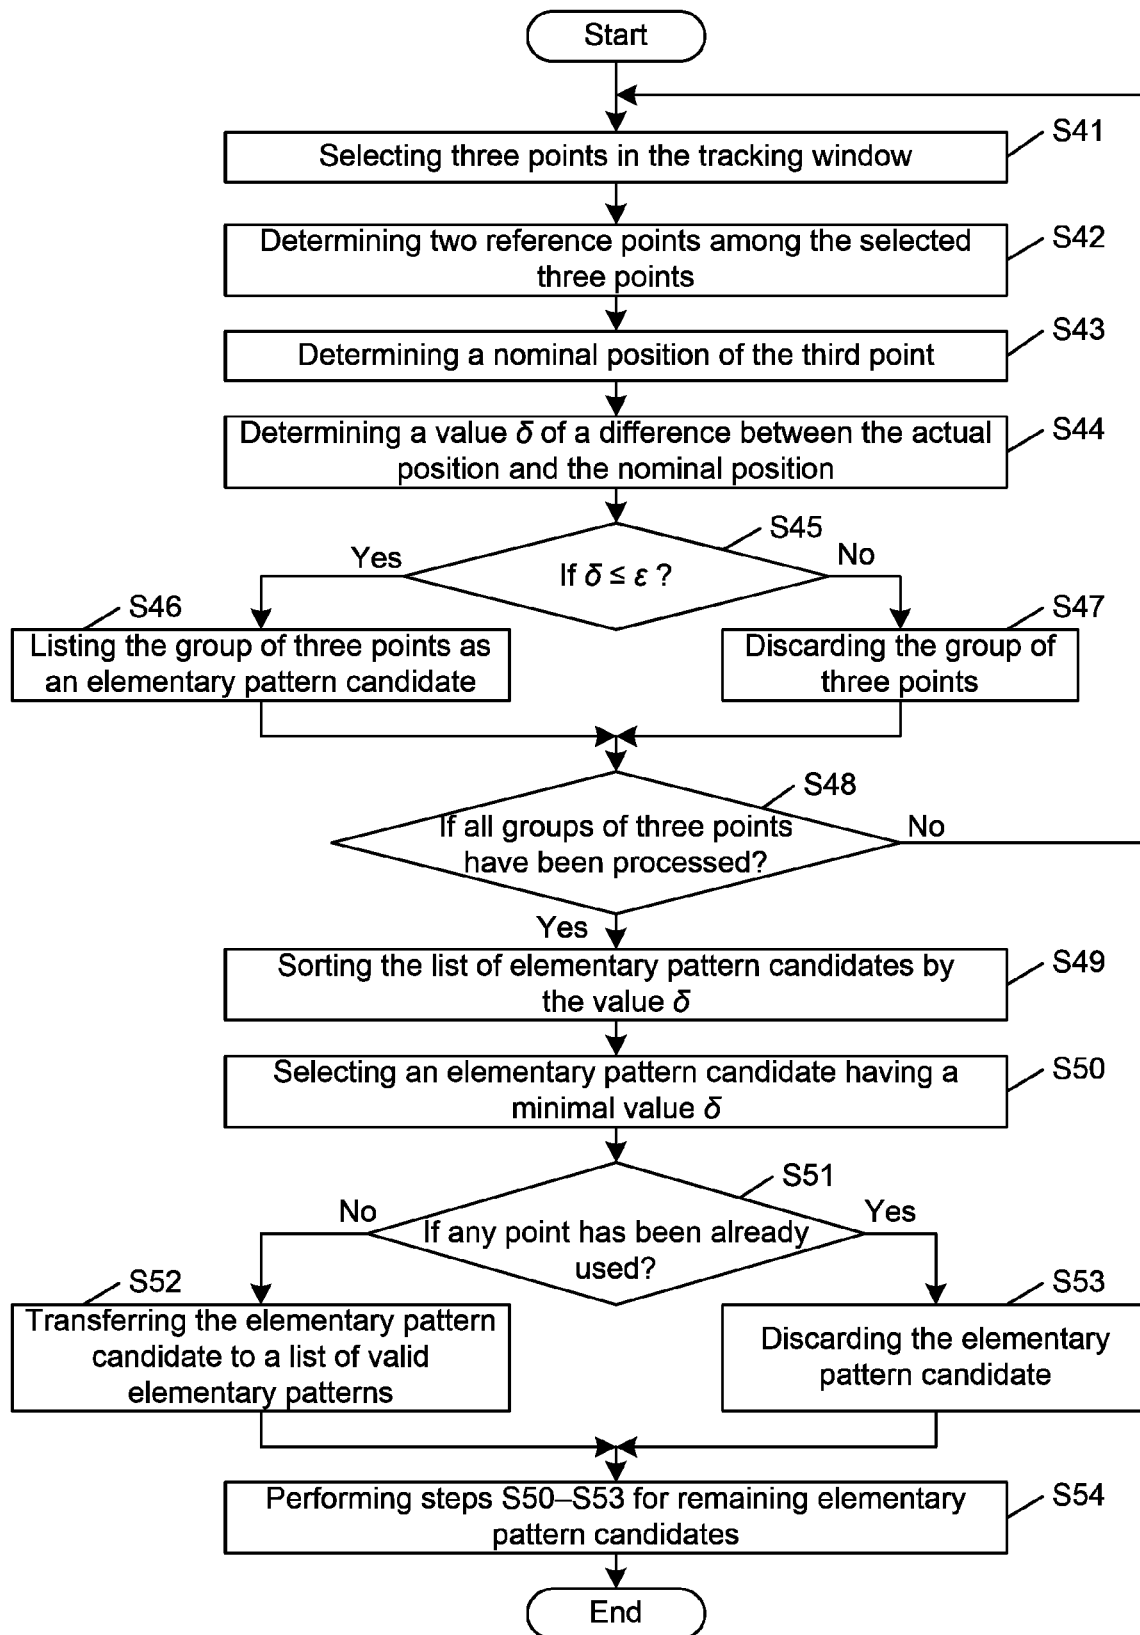 Start
S41
Selecting three points in the tracking window
S42
Determining two reference points among the selected
three points
S43
Determining a nominal position of the third point
S44
Determining a value δ of a difference between the actual
position and the nominal position
S45
Yes
No
If δ ≤ ε ?
S46
S47
Listing the group of three points as
an elementary pattern candidate
Discarding the group of
three points
S48
If all groups of three points
have been processed?
No
Yes
S49
Sorting the list of elementary pattern candidates by
the value δ
S50
Selecting an elementary pattern candidate having a
minimal value δ
S51
No
Yes
If any point has been already
used?
S52
S53
Transferring the elementary pattern
candidate to a list of valid
elementary patterns
Discarding the elementary
pattern candidate
S54
Performing steps S50–S53 for remaining elementary
pattern candidates
End